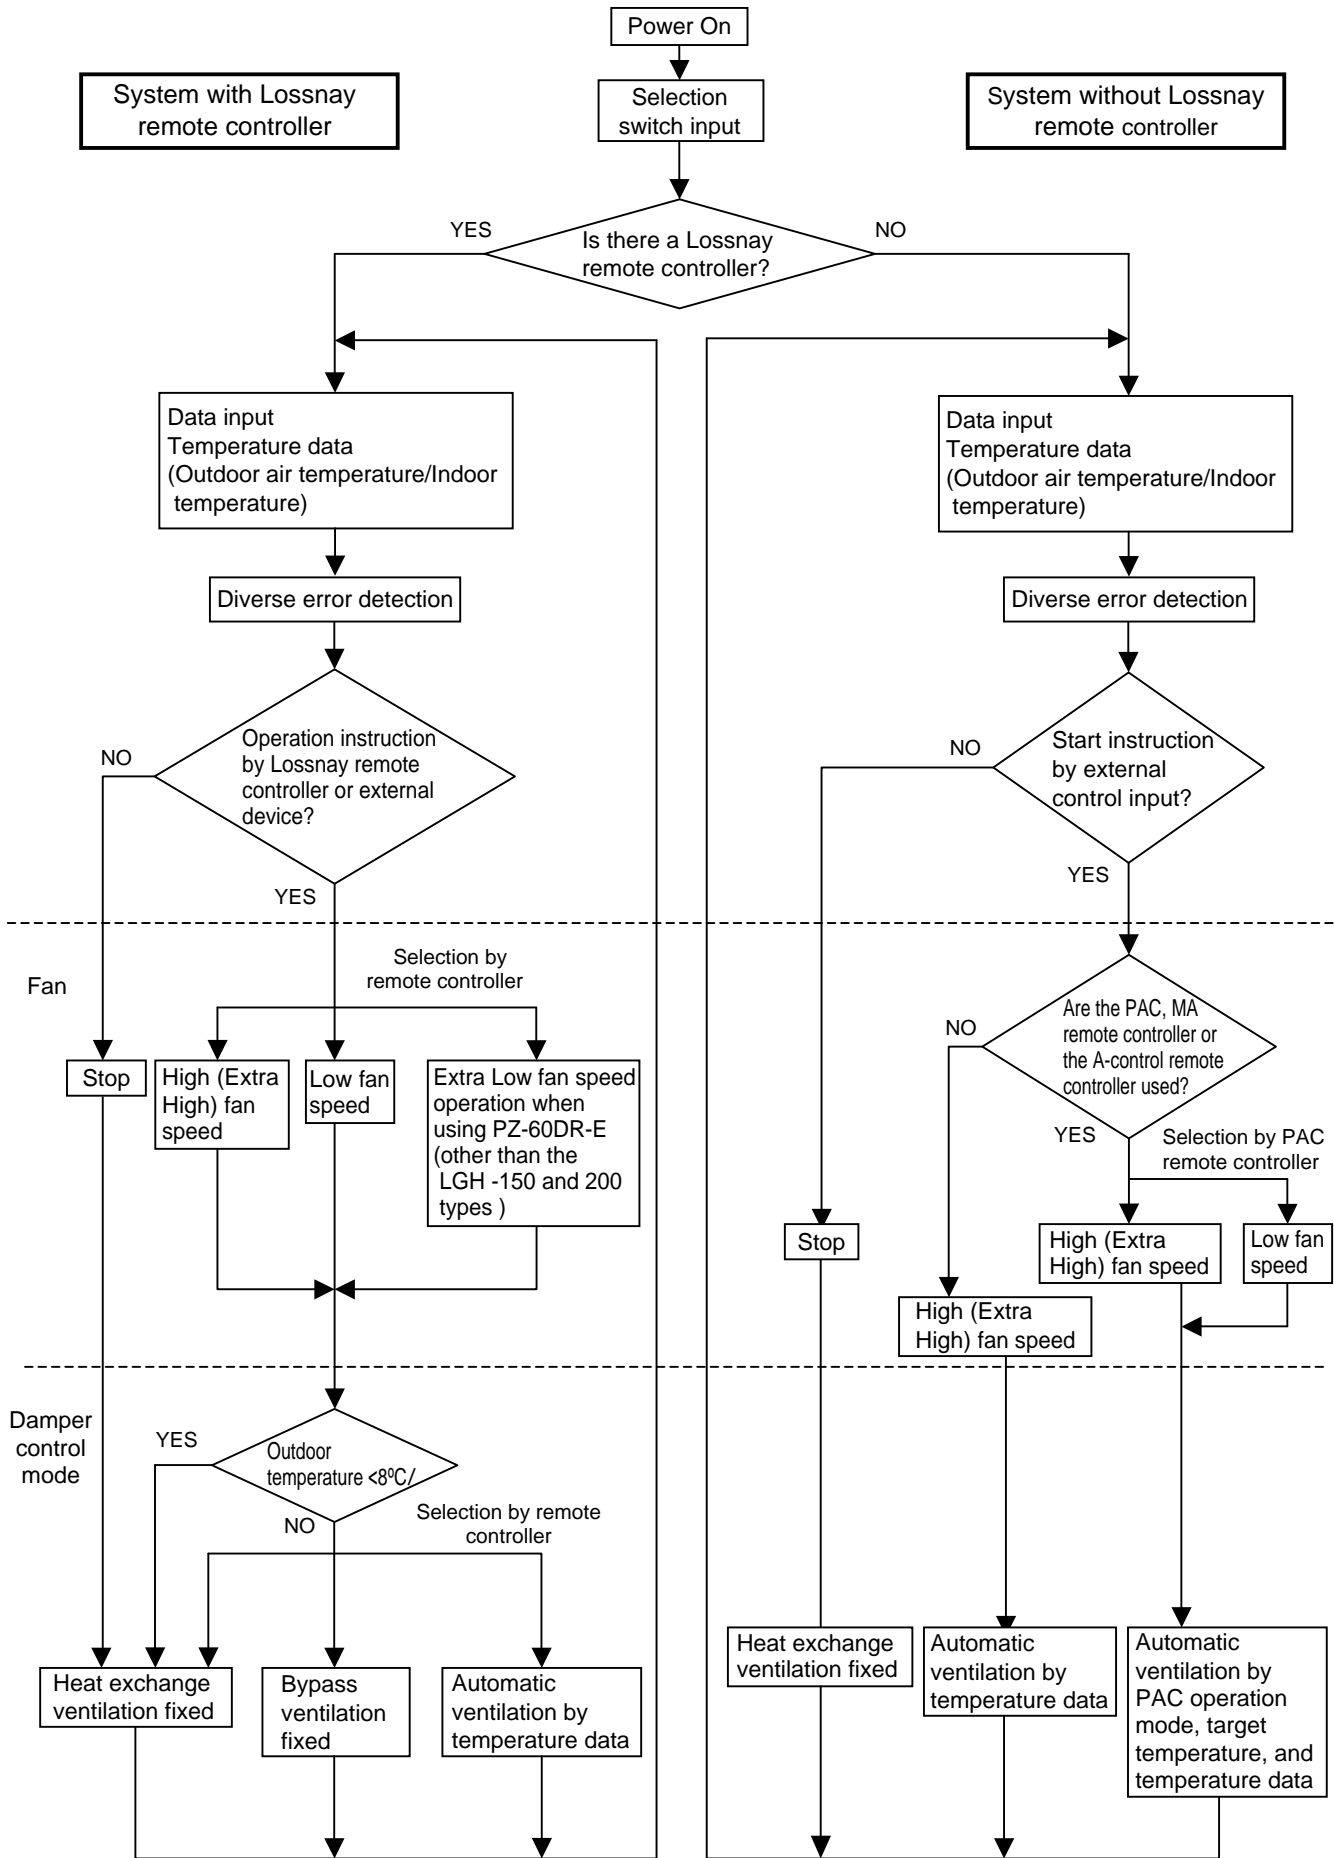 Power On
System with Lossnay
remote controller
Selection
switch input
System without Lossnay
remote controller
YES
Is there a Lossnay
remote controller?
NO
Data input
Temperature data
(Outdoor air temperature/Indoor
temperature)
Data input
Temperature data
(Outdoor air temperature/Indoor
temperature)
Diverse error detection
Diverse error detection
NO
Operation instruction
by Lossnay remote
controller or external
device?
YES
NO
Start instruction
by external
control input?
YES
Fan
Selection by
remote controller
Stop
High (Extra
High) fan
speed
Low fan
speed
Extra Low fan speed
operation when
using PZ-60DR-E
(other than the
LGH -150 and 200
types )
NO
Are the PAC, MA
remote controller or
the A-control remote
controller used?
YES
Selection by PAC
remote controller
Stop
High (Extra
High) fan speed
High (Extra
High) fan speed
Low fan
speed
Damper
control
mode
YES
Outdoor
temperature <8ºC/
NO
Selection by remote
controller
Heat exchange
ventilation fixed
Bypass
ventilation
fixed
Automatic
ventilation by
temperature data
Heat exchange
ventilation fixed
Automatic
ventilation by
temperature data
Automatic
ventilation by
PAC operation
mode, target
temperature, and
temperature data